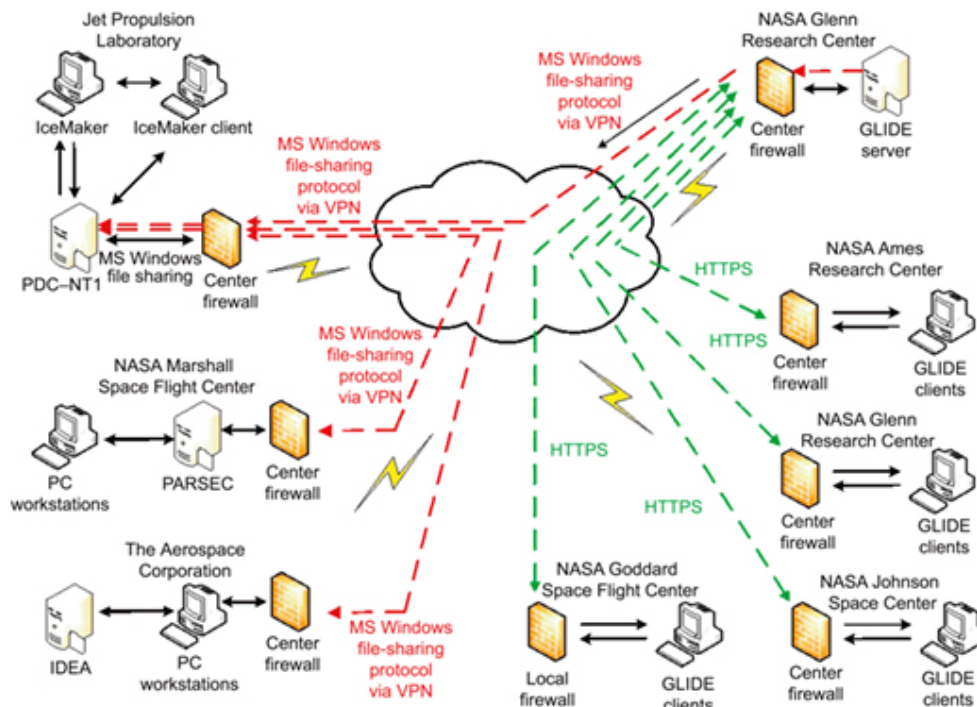 Jet Propulsion
Laboratory
IceMaker
IceMaker client
MS Windows
file-sharing
protocol
via VPN
PDC–NT1
MS Windows
file sharing
Center
firewall
NASA Glenn
Research Center
MS Windows
file-sharing
protocol
via VPN
Center
firewall
GLIDE
server
HTTPS
NASA Ames
Research Center
Center
firewall
GLIDE
clients
HTTPS
NASA Glenn
Research Center
Center
firewall
GLIDE
clients
NASA Marshall
Space Flight Center
MS Windows
file-sharing
protocol
via VPN
PC
workstations
PARSEC
Center
firewall
HTTPS
HTTPS
The Aerospace
Corporation
IDEA
PC
workstations
Center
firewall
MS Windows
file-sharing
protocol
via VPN
NASA Goddard
Space Flight Center
Local
firewall
GLIDE
clients
NASA Johnson
Space Center
Center
firewall
GLIDE
clients